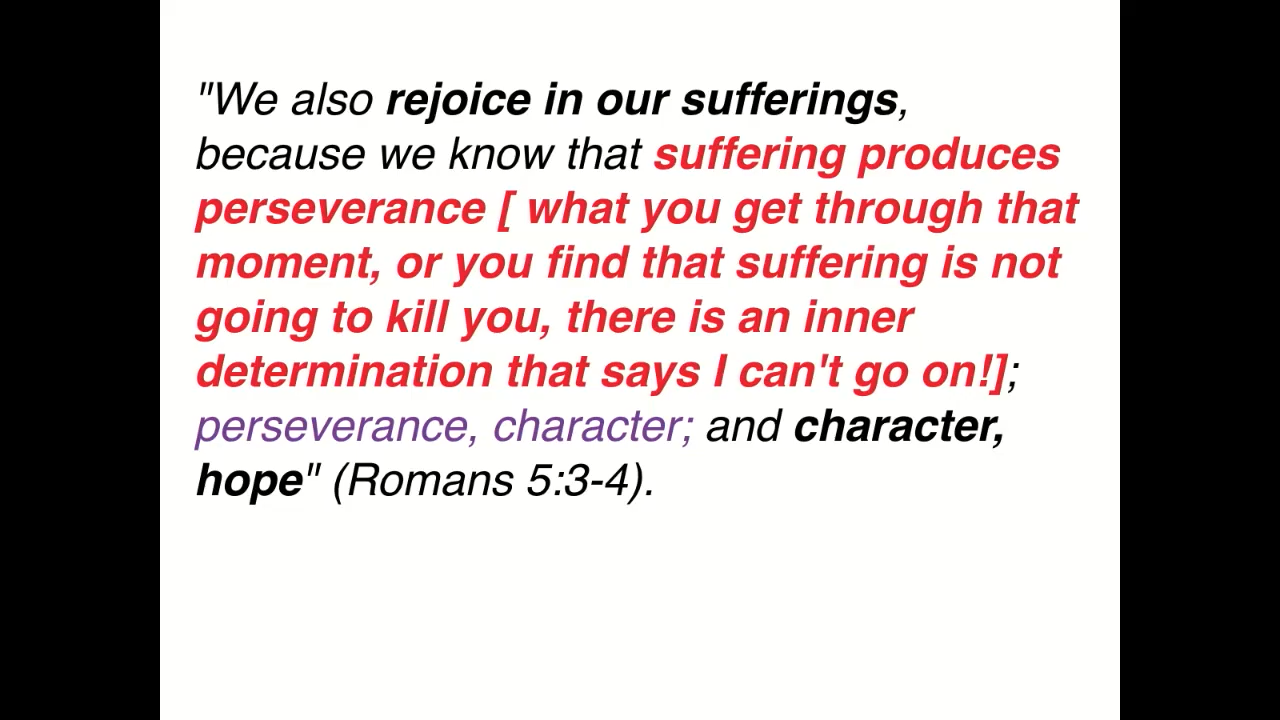 "We also rejoice in our sufferings,
because we know that suffering produces
perseverance [ what you get through that
moment, or you find that suffering is not
going to kill you, there is an inner
determination that says I can't go on!];
perseverance, character; and character,
hope" (Romans 5:3-4).